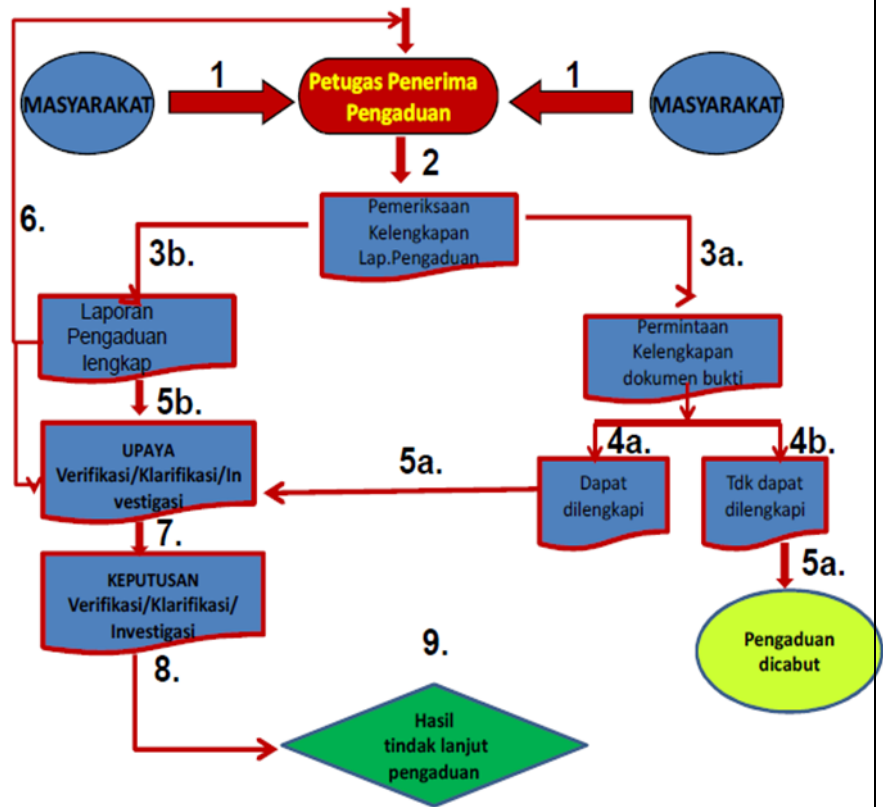 1
1
MASYARAKAT
Petugas Penerima
Pengaduan
MASYARAKAT
2
6.
Pemeriksaan
Kelengkapan
Lap.Pengaduan
3b.
3a.
Laporan
Pengaduan
lengkap
Permintaan
Kelengkapan
dokumen bukti
5b.
4a.
4b.
UPAYA
Verifikasi/Klarifikasi/In
vestigasi
5a.
Dapat
dilengkapi
Tdk dapat
dilengkapi
7.
5a.
KEPUTUSAN
Verifikasi/Klarifikasi/
Investigasi
Pengaduan
dicabut
8.
9.
Hasil
tindak lanjut
pengaduan